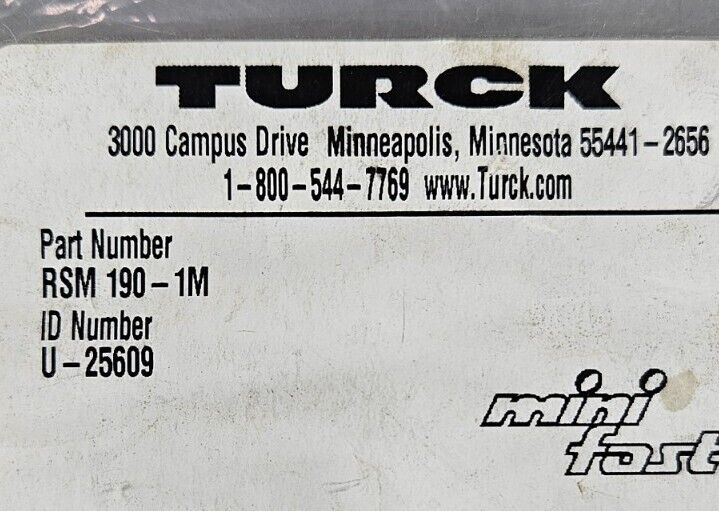 TURCK
3000 Campus Drive Minneapolis, Minnesota 55441-2656
1-800-544-7769 www.Turck.com
Part Number
RSM 190-1M
ID Number
U-25609
mini
fast